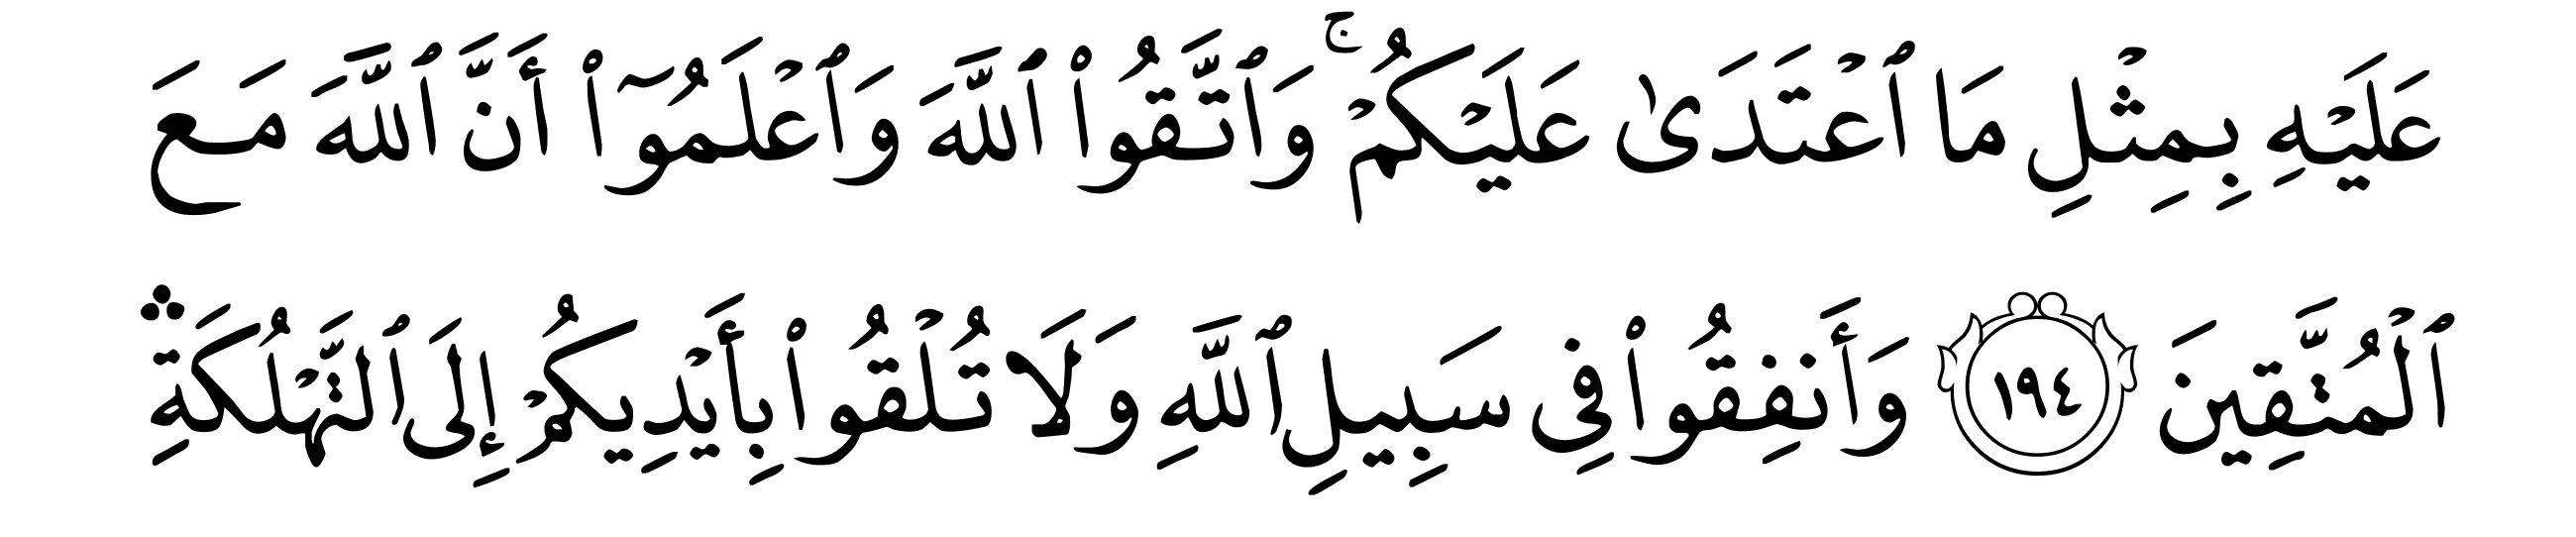 عَلَيْهِ بِمِثْلِ مَا ٱعْتَدَىٰ عَلَيْكُمْ ۚ وَٱتَّقُوا۟ ٱللَّهَ وَٱعْلَمُوٓا۟ أَنَّ ٱللَّهَ مَعَ
ٱلْمُتَّقِينَ ١٩٤ وَأَنفِقُوا۟ فِى سَبِيلِ ٱللَّهِ وَلَا تُلْقُوا۟ بِأَيْدِيكُمْ إِلَى ٱلتَّهْلُكَةِ ۛ